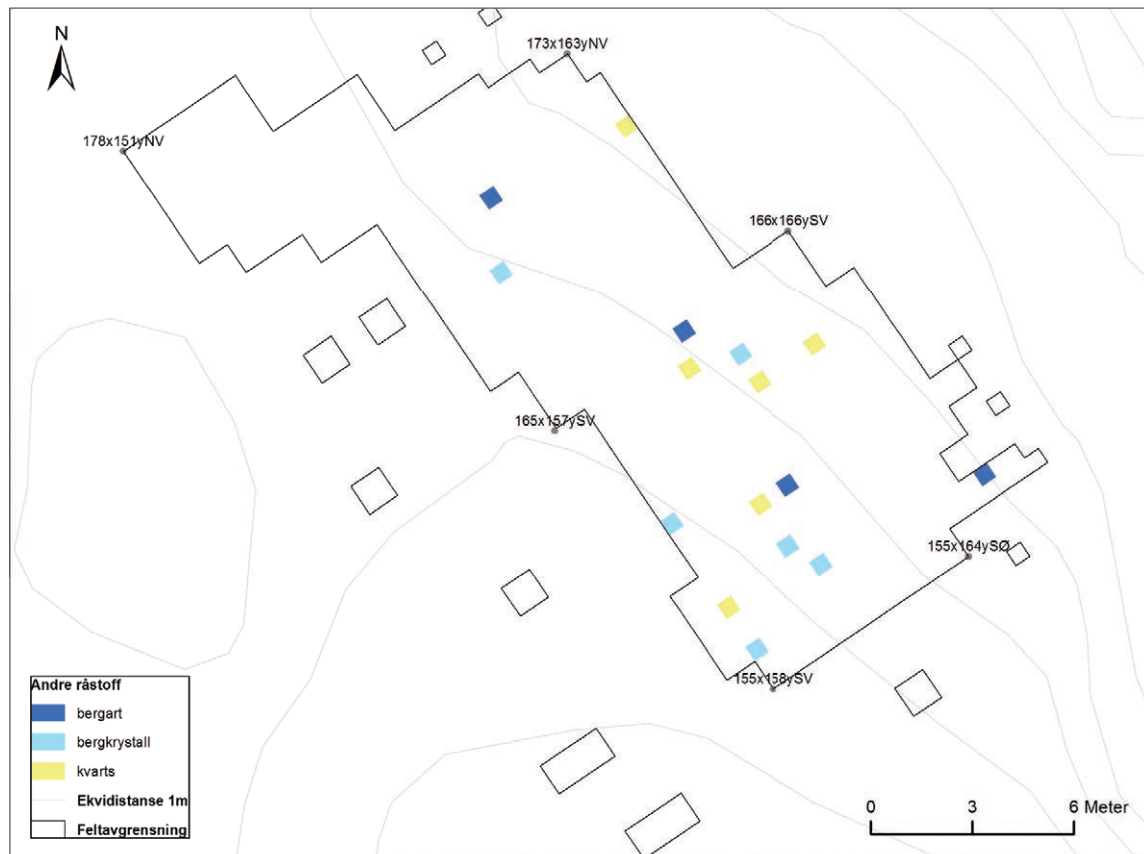 N
173x163yNV
178x151yNV
166x166ySV
165x157ySV
155x164ySØ
155x158ySV
Andre råstoff
bergart
bergkrystall
kvarts
Ekvidistanse 1m
Feltavgrensning
0 3 6 Meter